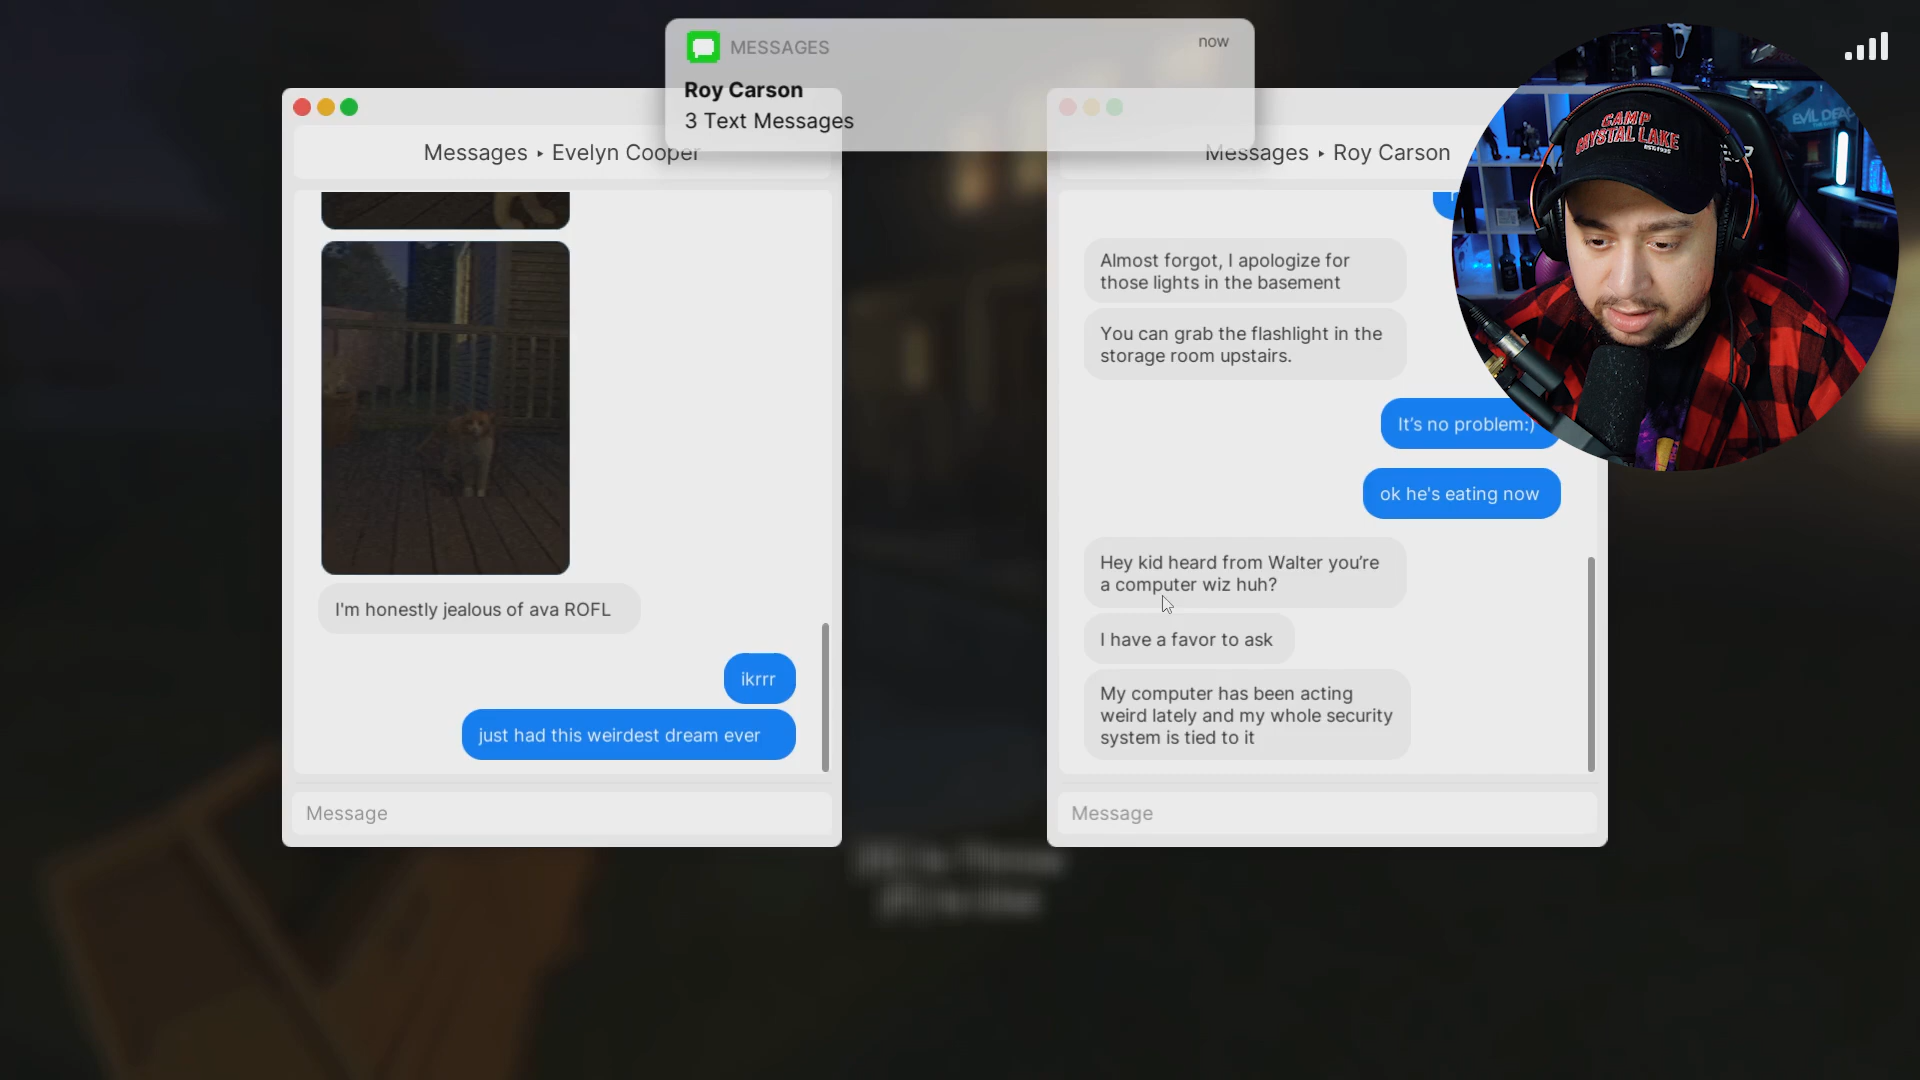 MESSAGES
now
Roy Carson
3 Text Messages
Messages ▸ Evelyn Cooper
I'm honestly jealous of ava ROFL
ikrrr
just had this weirdest dream ever
Message
Messages ▸ Roy Carson
Almost forgot, I apologize for
those lights in the basement
You can grab the flashlight in the
storage room upstairs.
It's no problem:)
ok he's eating now
Hey kid heard from Walter you're
a computer wiz huh?
I have a favor to ask
My computer has been acting
weird lately and my whole security
system is tied to it
Message
CAMP
CRYSTAL LAKE
EVIL DEAD